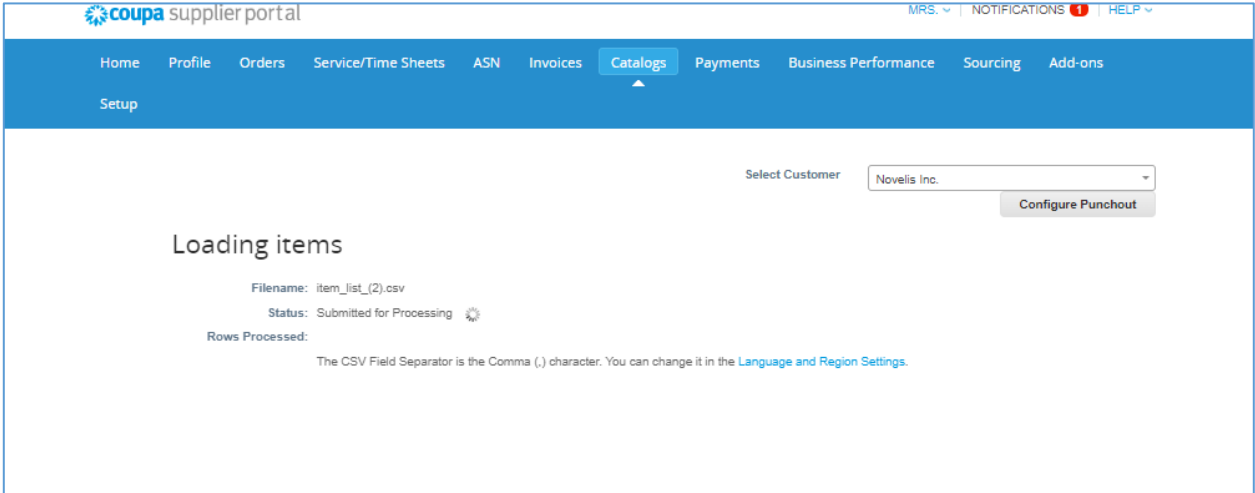 coupa supplier portal
MRS. NOTIFICATIONS 1 HELP
Home Profile Orders Service/Time Sheets ASN Invoices Catalogs Payments Business Performance Sourcing Add-ons
Setup
Select Customer Novelis Inc.
Configure Punchout
Loading items
Filename: item_list_(2).csv
Status: Submitted for Processing
Rows Processed:
The CSV Field Separator is the Comma (,) character. You can change it in the Language and Region Settings.